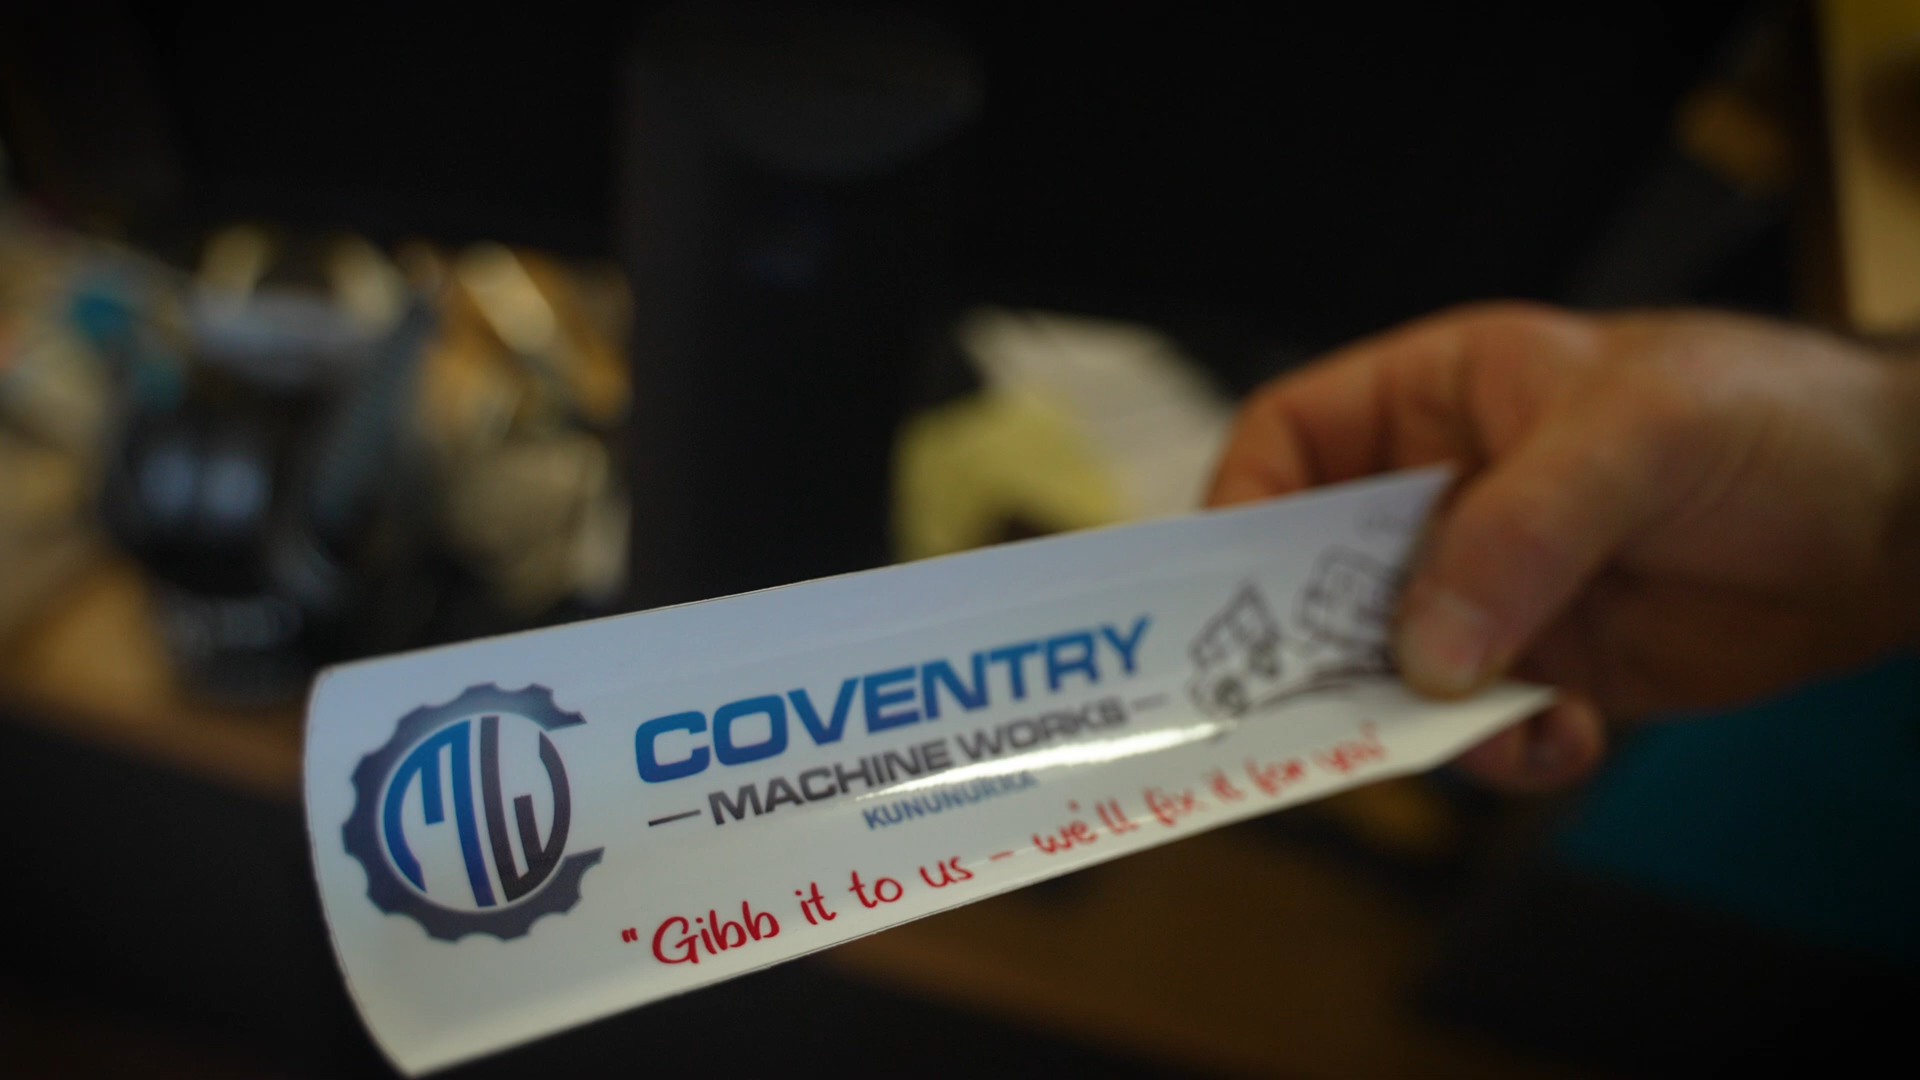 MW
COVENTRY
— MACHINE WORKS —
KUNUNURRA
"Gibb it to us - we'll fix it for you"